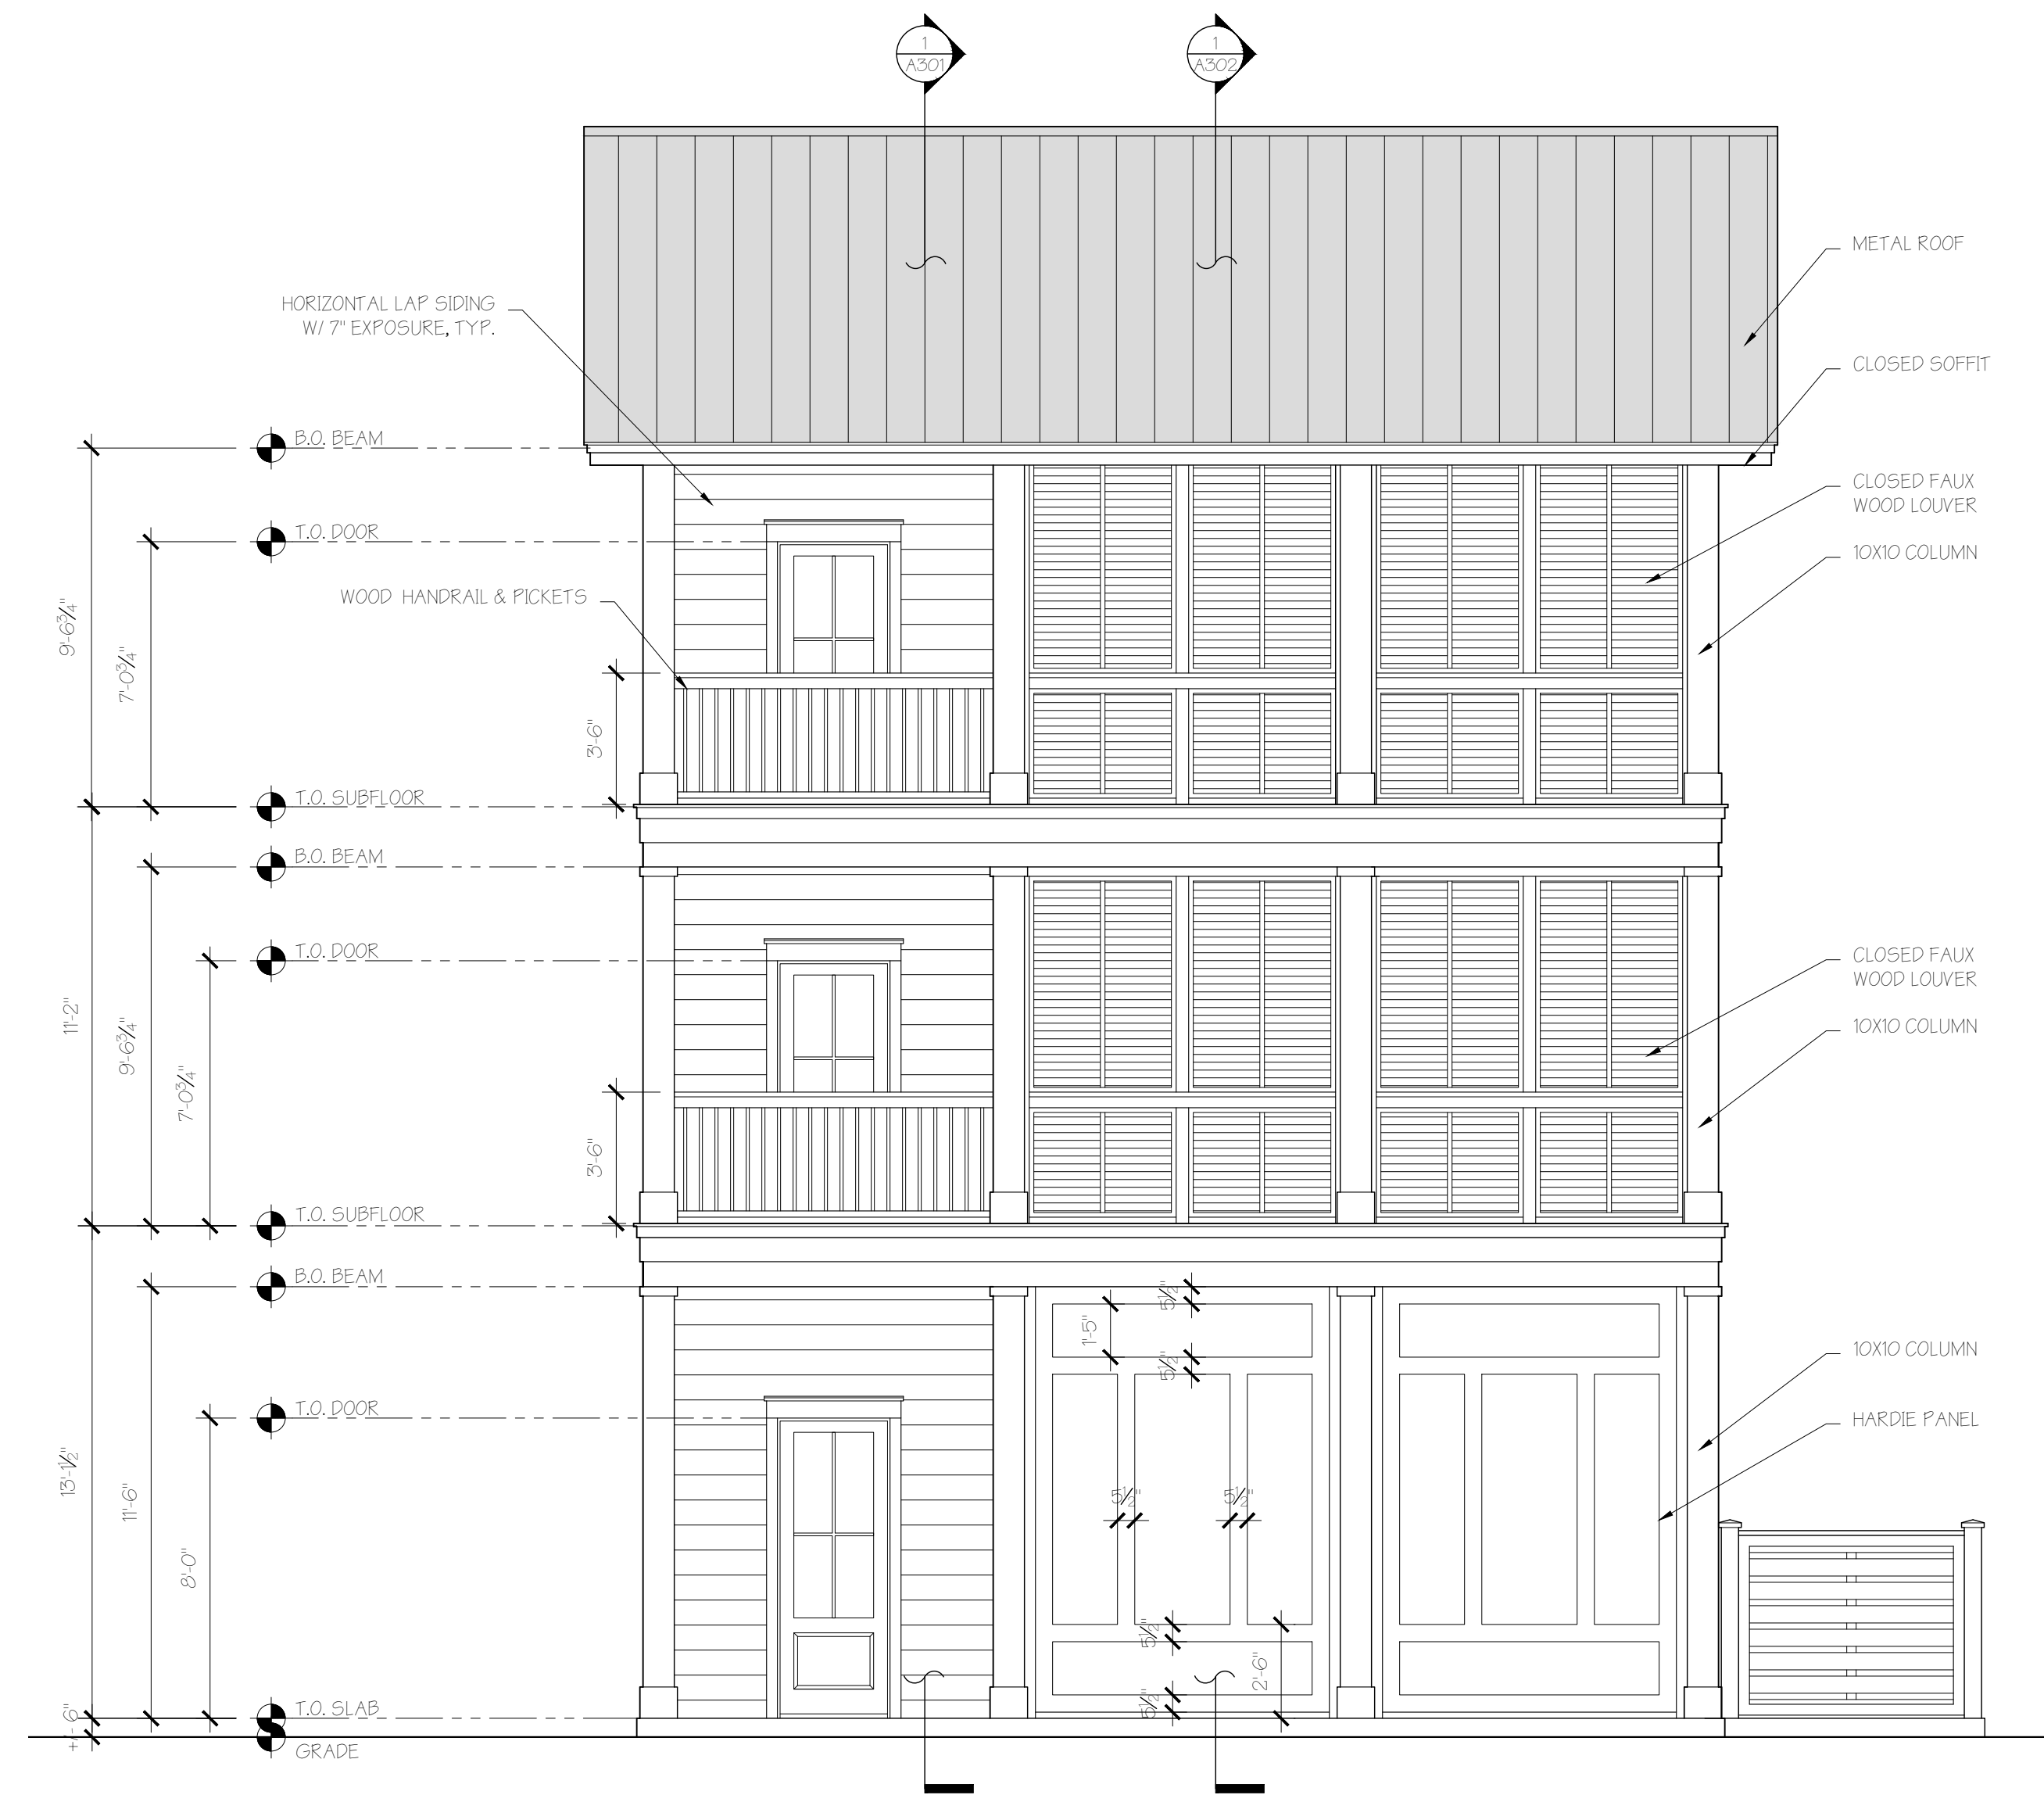 1
A301
1
A302
METAL ROOF
HORIZONTAL LAP SIDING
W/ 7" EXPOSURE, TYP.
CLOSED SOFFIT
B.O. BEAM
CLOSED FAUX
WOOD LOUVER
T.O. DOOR
10X10 COLUMN
WOOD HANDRAIL & PICKETS
9'-6¾"
7'-0¾"
3'-6"
T.O. SUBFLOOR
B.O. BEAM
T.O. DOOR
CLOSED FAUX
WOOD LOUVER
10X10 COLUMN
11'-2"
9'-6¾"
7'-0¾"
3'-6"
T.O. SUBFLOOR
B.O. BEAM
5½"
1'-5"
5½"
10X10 COLUMN
T.O. DOOR
HARDIE PANEL
13'-1½"
11'-6"
8'-0"
5½"
5½"
5½"
2'-6"
5½"
T.O. SLAB
+/- 6"
GRADE